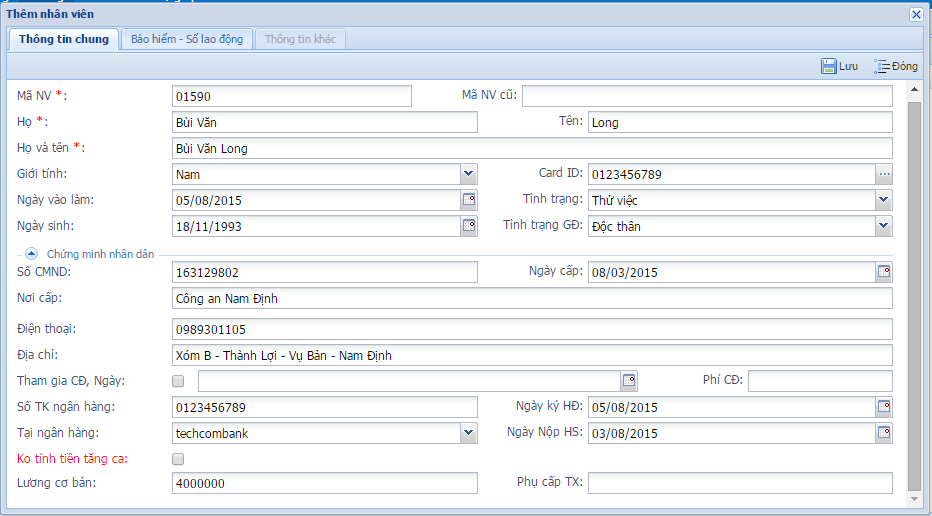 Thêm nhân viên
Thông tin chung Bảo hiểm - Sổ lao động Thông tin khác
Lưu Đóng
Mã NV *: 01590 Mã NV cũ:
Họ *: Bùi Văn Tên: Long
Họ và tên *: Bùi Văn Long
Giới tính: Nam Card ID: 0123456789
Ngày vào làm: 05/08/2015 Tình trạng: Thử việc
Ngày sinh: 18/11/1993 Tình trạng GĐ: Độc thân
Chứng minh nhân dân
Số CMND: 163129802 Ngày cấp: 08/03/2015
Nơi cấp: Công an Nam Định
Điện thoại: 0989301105
Địa chỉ: Xóm B - Thành Lợi - Vụ Bản - Nam Định
Tham gia CĐ, Ngày: Phí CĐ:
Số TK ngân hàng: 0123456789 Ngày ký HĐ: 05/08/2015
Tại ngân hàng: techcombank Ngày Nộp HS: 03/08/2015
Ko tính tiền tăng ca:
Lương cơ bản: 4000000 Phụ cấp TX: